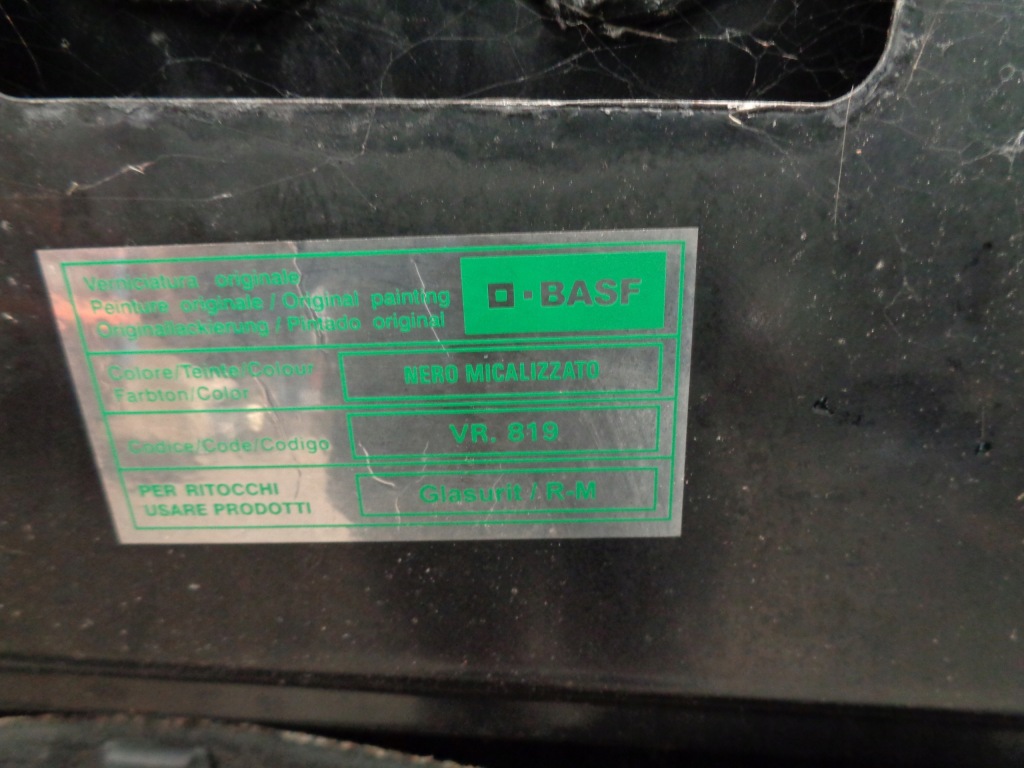 Verniciatura originale
Peinture originale / Original painting
Originallackierung / Pintado original
BASF
Colore/Teinte/Colour
Farbton/Color
NERO MICALIZZATO
Codice/Code/Codigo
VR. 819
PER RITOCCHI
USARE PRODOTTI
Glasurit / R-M